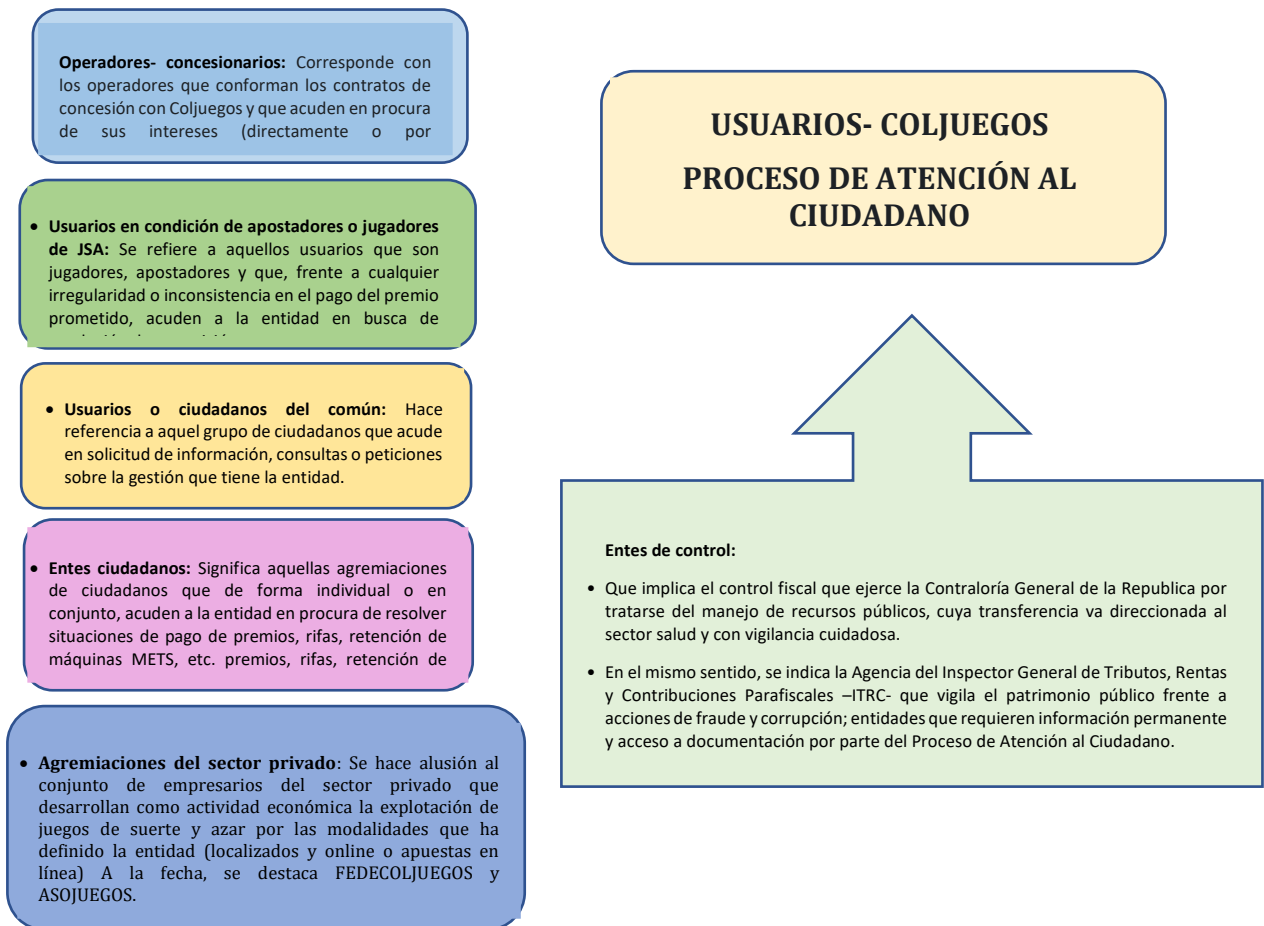 Operadores- concesionarios: Corresponde con
los operadores que conforman los contratos de
concesión con Coljuegos y que acuden en procura
de sus intereses (directamente o por
• Usuarios en condición de apostadores o jugadores
de JSA: Se refiere a aquellos usuarios que son
jugadores, apostadores y que, frente a cualquier
irregularidad o inconsistencia en el pago del premio
prometido, acuden a la entidad en busca de
• Usuarios o ciudadanos del común: Hace
referencia a aquel grupo de ciudadanos que acude
en solicitud de información, consultas o peticiones
sobre la gestión que tiene la entidad.
• Entes ciudadanos: Significa aquellas agremiaciones
de ciudadanos que de forma individual o en
conjunto, acuden a la entidad en procura de resolver
situaciones de pago de premios, rifas, retención de
máquinas METS, etc. premios, rifas, retención de
• Agremiaciones del sector privado: Se hace alusión al
conjunto de empresarios del sector privado que
desarrollan como actividad económica la explotación de
juegos de suerte y azar por las modalidades que ha
definido la entidad (localizados y online o apuestas en
línea) A la fecha, se destaca FEDECOLJUEGOS y
ASOJUEGOS.
USUARIOS- COLJUEGOS
PROCESO DE ATENCIÓN AL
CIUDADANO
Entes de control:
• Que implica el control fiscal que ejerce la Contraloría General de la Republica por
tratarse del manejo de recursos públicos, cuya transferencia va direccionada al
sector salud y con vigilancia cuidadosa.
• En el mismo sentido, se indica la Agencia del Inspector General de Tributos, Rentas
y Contribuciones Parafiscales –ITRC- que vigila el patrimonio público frente a
acciones de fraude y corrupción; entidades que requieren información permanente
y acceso a documentación por parte del Proceso de Atención al Ciudadano.